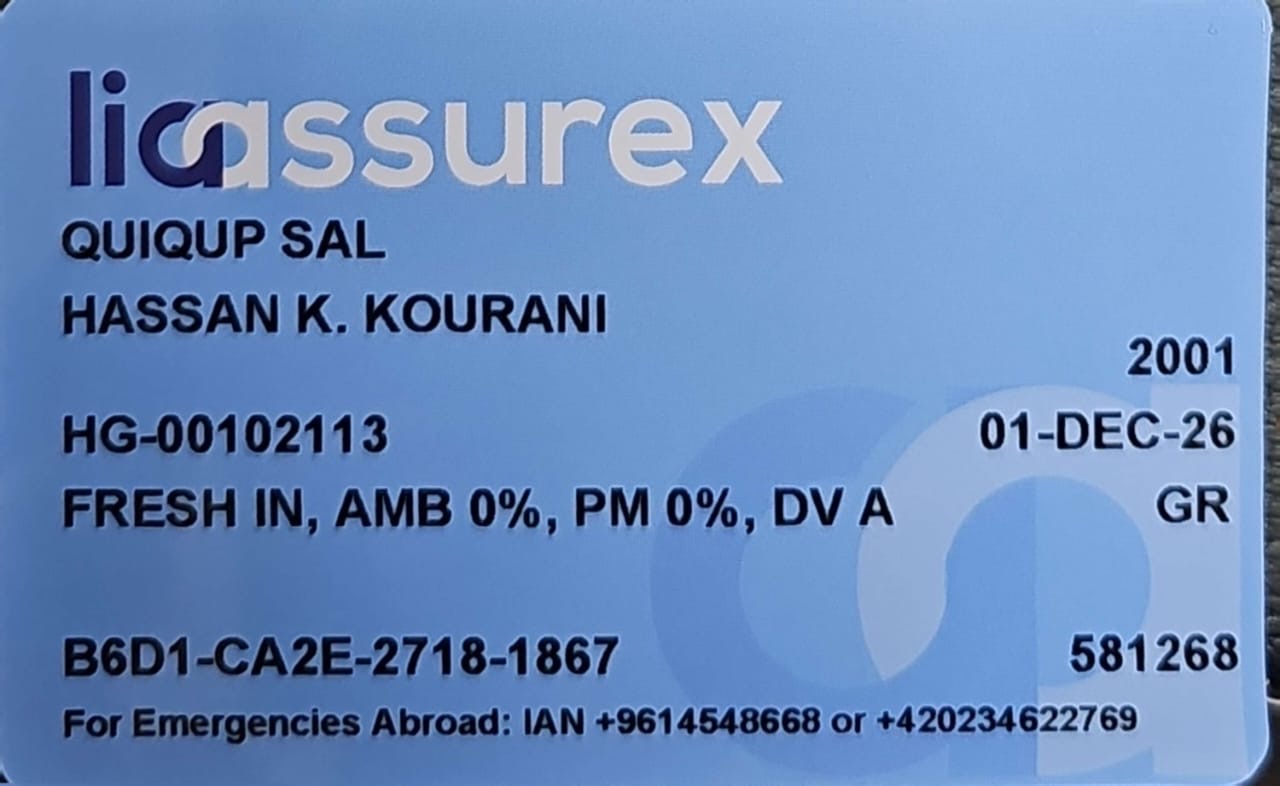 liaassurex
QUIQUP SAL
HASSAN K. KOURANI
2001
HG-00102113 01-DEC-26
FRESH IN, AMB 0%, PM 0%, DV A GR
B6D1-CA2E-2718-1867 581268
For Emergencies Abroad: IAN +9614548668 or +420234622769